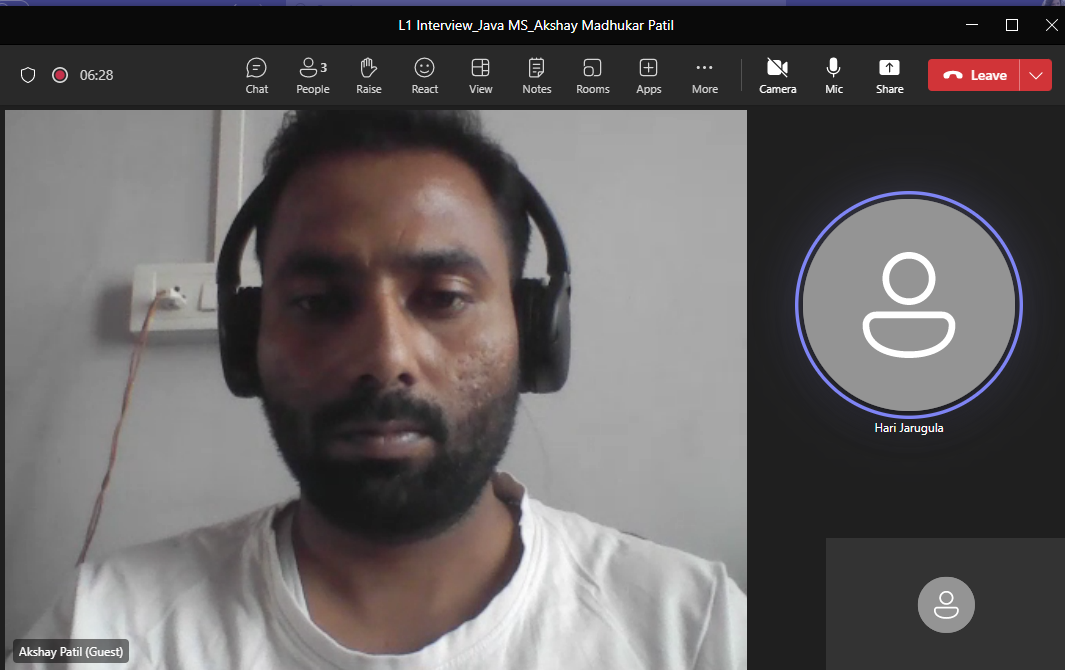 L1 Interview_Java MS_Akshay Madhukar Patil
06:28
Chat
People
3
Raise
React
View
Notes
Rooms
Apps
More
Camera
Mic
Share
Leave
Hari Jarugula
Akshay Patil (Guest)